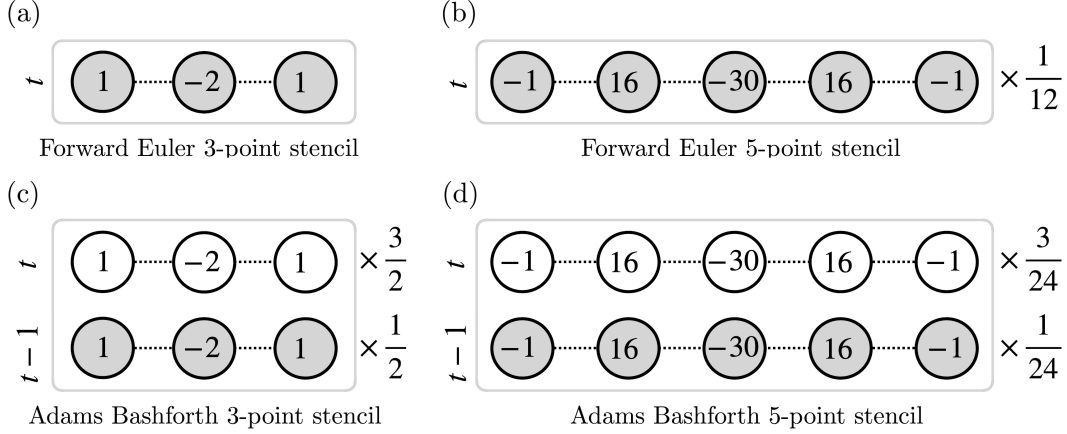 (a)
t
1 −2 1
Forward Euler 3-point stencil
(b)
t
−1 16 −30 16 −1 × 1/12
Forward Euler 5-point stencil
(c)
t
1 −2 1 × 3/2
t − 1
1 −2 1 × 1/2
Adams Bashforth 3-point stencil
(d)
t
−1 16 −30 16 −1 × 3/24
t − 1
−1 16 −30 16 −1 × 1/24
Adams Bashforth 5-point stencil